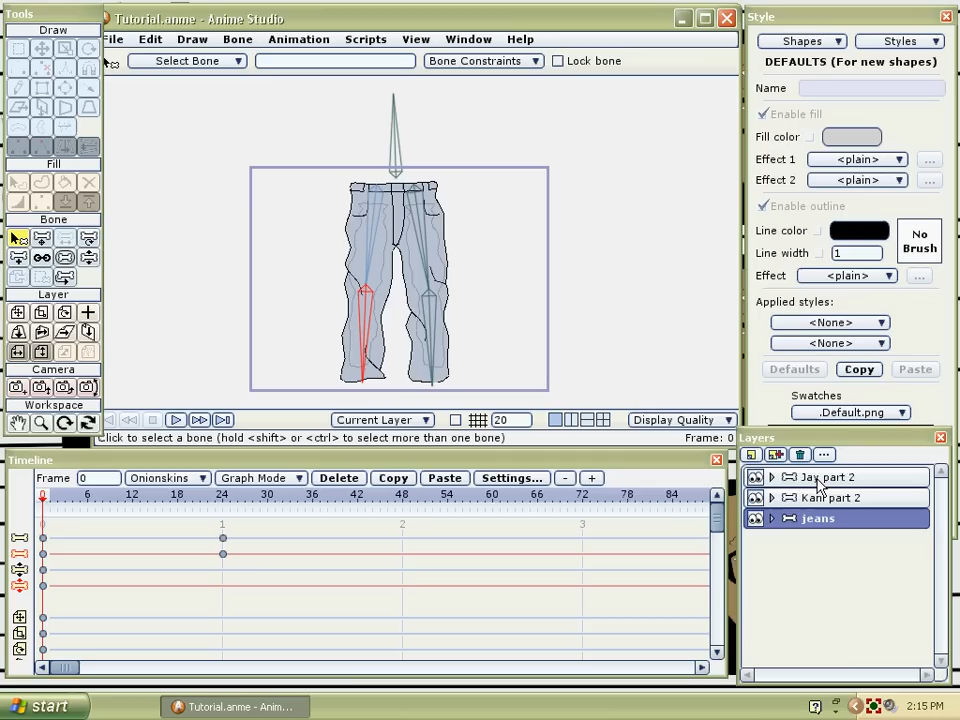 Tools
Draw
Fill
Bone
Layer
Camera
Workspace
Tutorial.anme - Anime Studio
File Edit Draw Bone Animation Scripts View Window Help
Select Bone
Bone Constraints
Lock bone
Current Layer
20
Display Quality
Click to select a bone (hold <shift> or <ctrl> to select more than one bone)
Frame: 0
Style
Shapes
Styles
DEFAULTS (For new shapes)
Name
Enable fill
Fill color
Effect 1
<plain>
...
Effect 2
<plain>
...
Enable outline
Line color
No
Brush
Line width
1
Effect
<plain>
...
Applied styles:
<None>
<None>
Defaults
Copy
Paste
Swatches
.Default.png
Layers
...
Jay part 2
Kani part 2
jeans
Timeline
Frame
0
Onionskins
Graph Mode
Delete
Copy
Paste
Settings...
-
+
0 6 12 18 24 30 36 42 48 54 60 66 72 78 84
0 1 2 3
start
Tutorial.anme - Anim...
2:15 PM